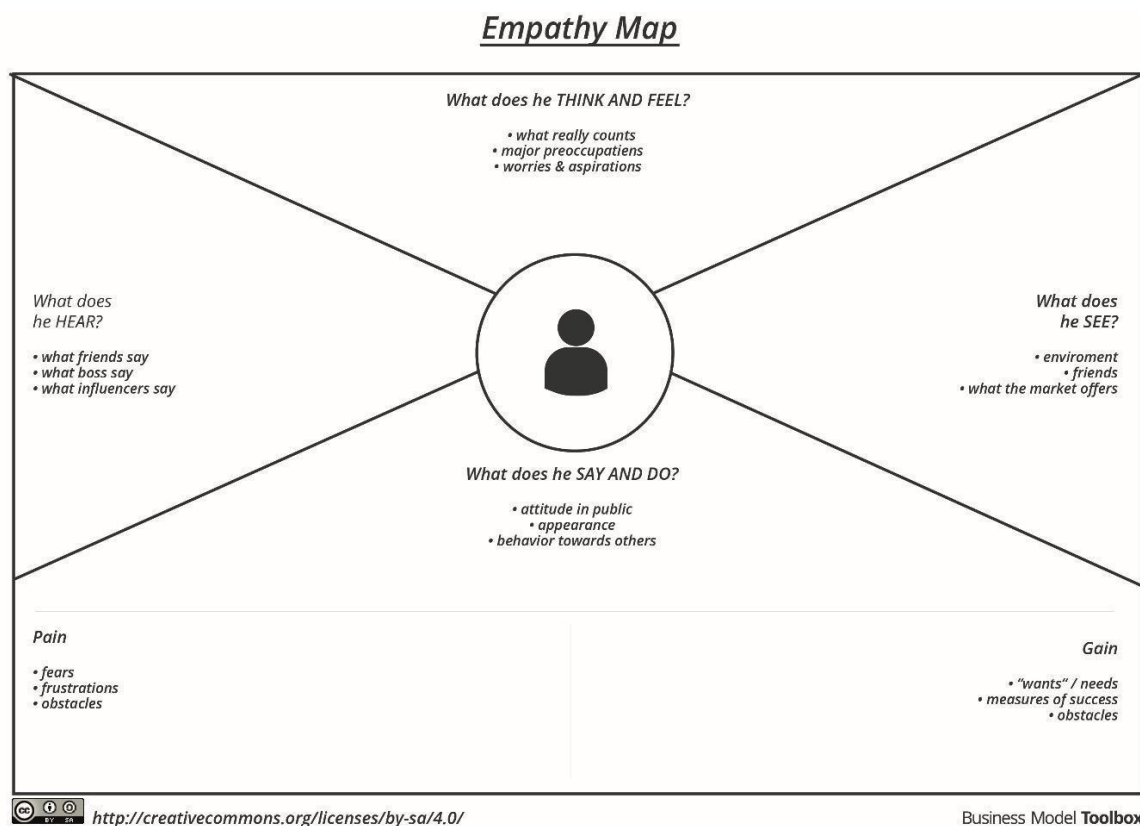 Empathy Map
What does he THINK AND FEEL?
• what really counts
• major preoccupatiens
• worries & aspirations
What does
he HEAR?
• what friends say
• what boss say
• what influencers say
What does
he SEE?
• enviroment
• friends
• what the market offers
What does he SAY AND DO?
• attitude in public
• appearance
• behavior towards others
Pain
• fears
• frustrations
• obstacles
Gain
• “wants“ / needs
• measures of success
• obstacles
cc BY SA
http://creativecommons.org/licenses/by-sa/4.0/
Business Model Toolbox